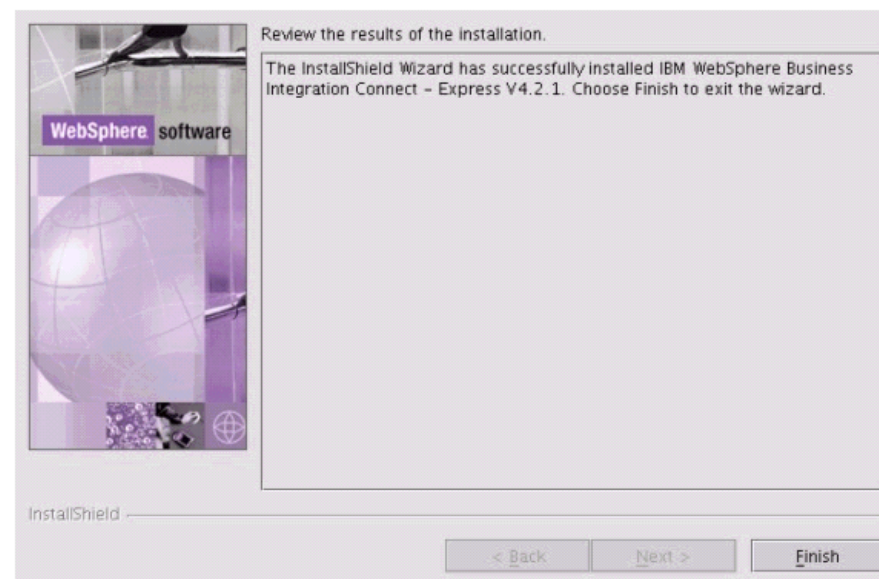 Review the results of the installation.
The InstallShield Wizard has successfully installed IBM WebSphere Business
Integration Connect – Express V4.2.1. Choose Finish to exit the wizard.
WebSphere software
InstallShield
< Back
Next >
Finish